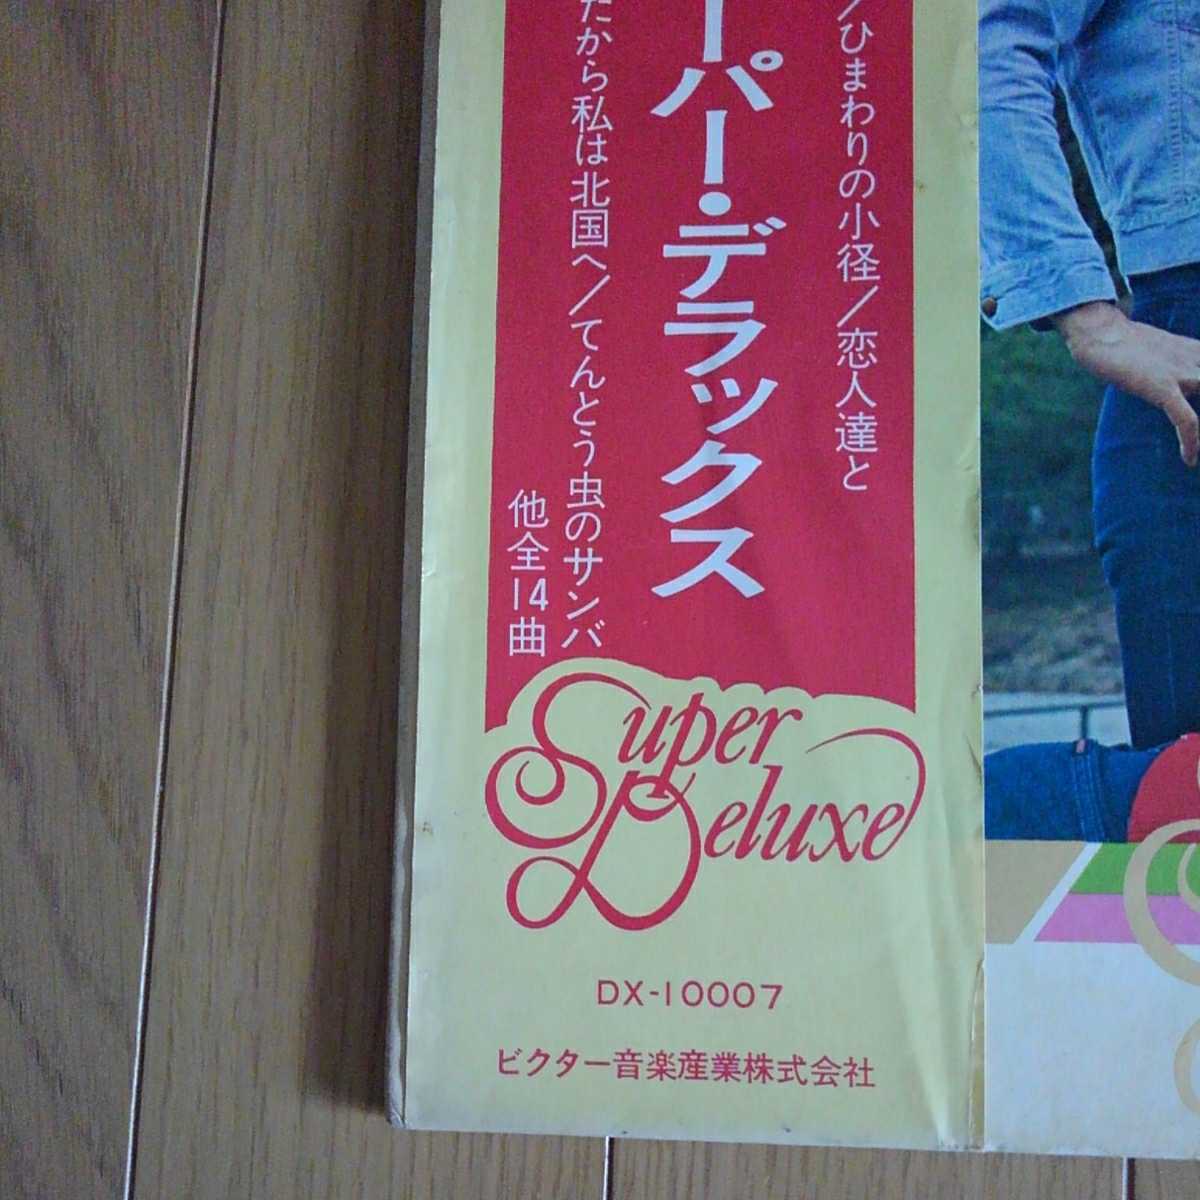 ／ひまわりの小径／恋人達と
ーパー・デラックス
だから私は北国へ／てんとう虫のサンバ
他全14曲
Super
Deluxe
DX-10007
ビクター音楽産業株式会社